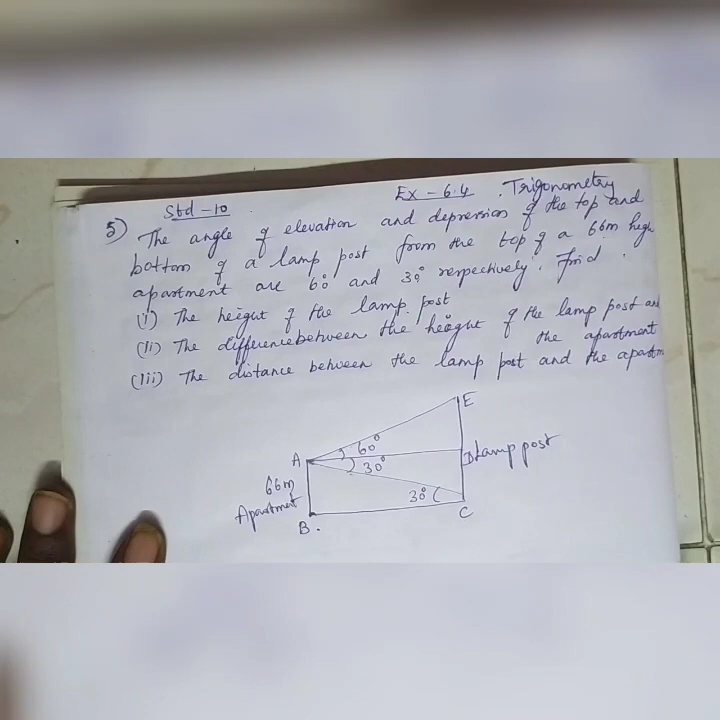 Std - 10 Ex - 6.4 . Trigonometry
5) The angle of elevation and depression of the top and
bottom of a lamp post from the top of a 66m high
apartment are 60° and 30° respectively. Find.
(i) The height of the lamp post
(ii) The difference between the height of the lamp post and
the apartment
(iii) The distance between the lamp post and the apartm
E
60°
A
D Lamp post
30°
66m
30°
Apartment
C
B.